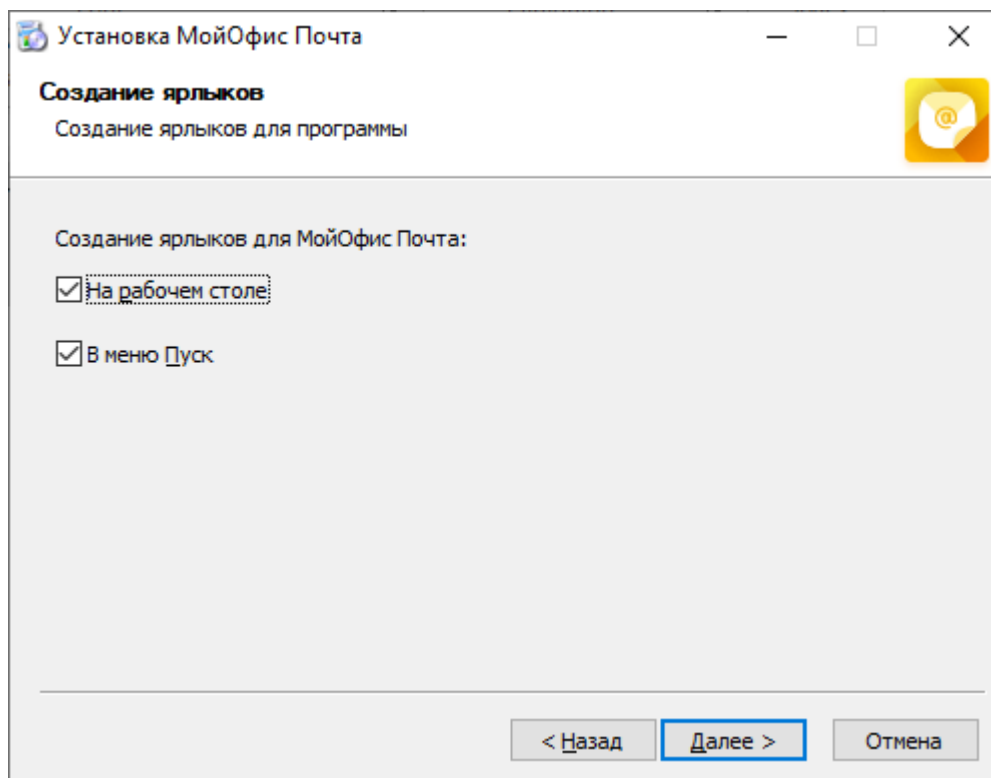 Установка МойОфис Почта
Создание ярлыков
Создание ярлыков для программы
@
Создание ярлыков для МойОфис Почта:
На рабочем столе
В меню Пуск
< Назад
Далее >
Отмена